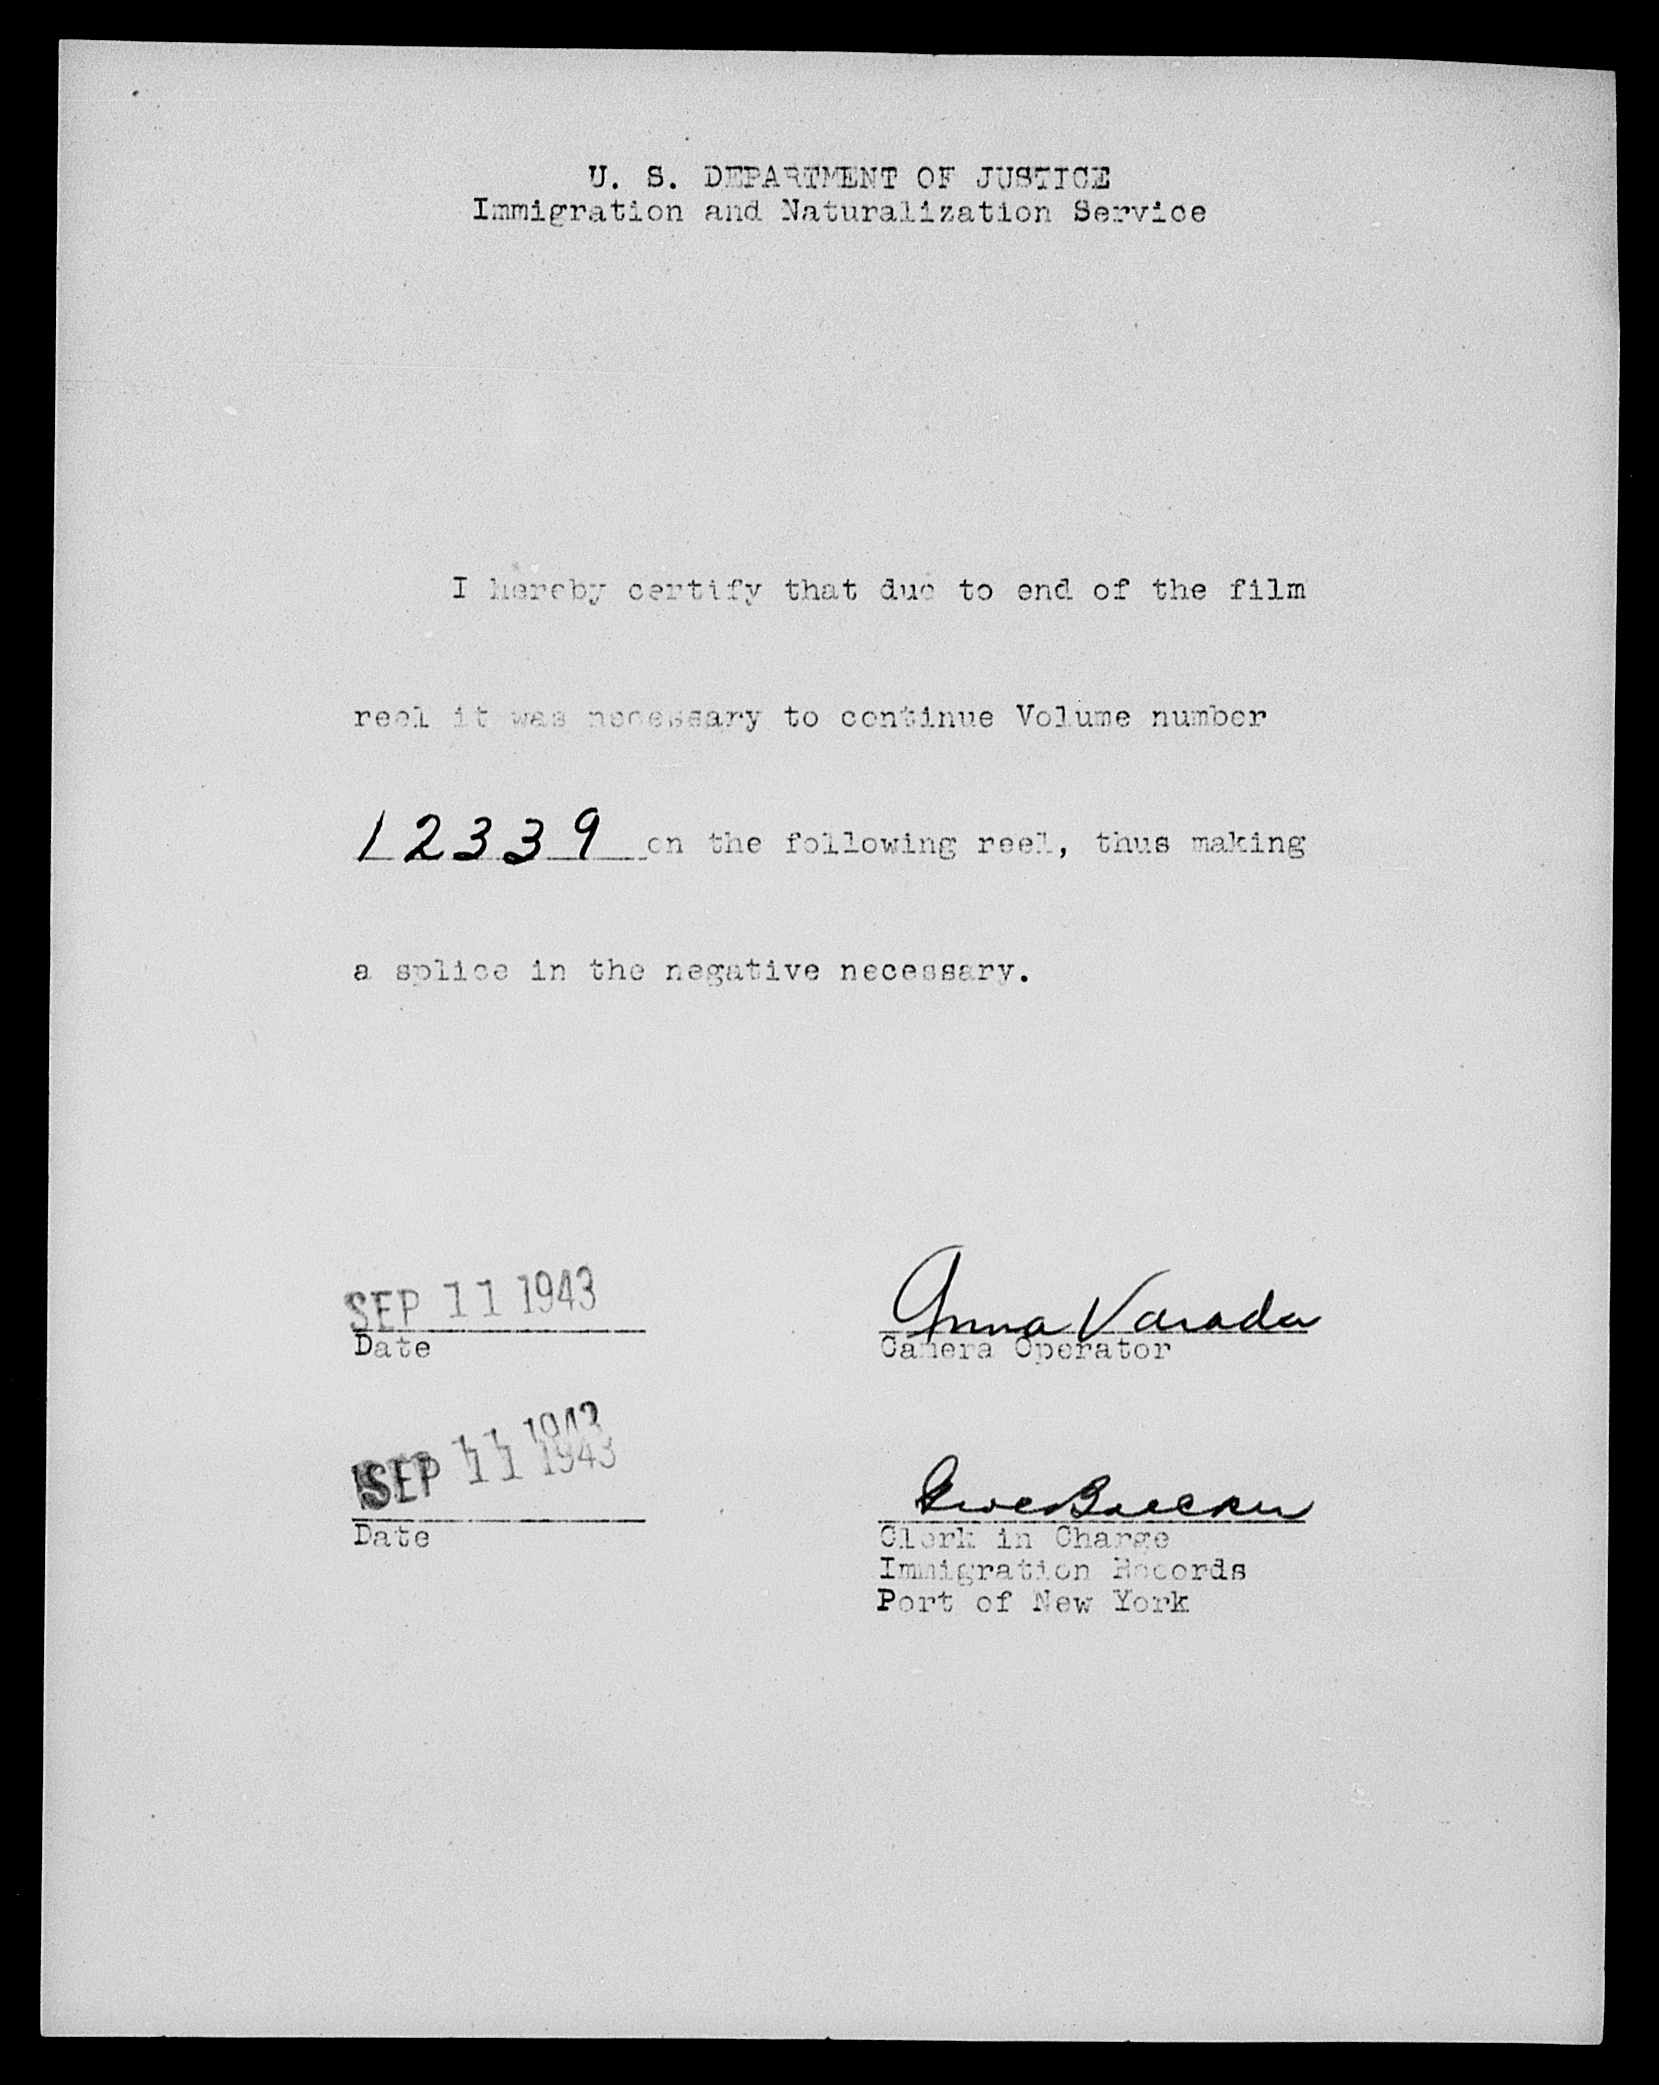 U. S. DEPARTMENT OF JUSTICE
Immigration and Naturalization Service
I hereby certify that due to end of the film
reel it was necessary to continue Volume number
12339 on the following reel, thus making
a splice in the negative necessary.
SEP 11 1943
Date
Anna Varada
Camera Operator
SEP 11 1943
Date
Clerk in Charge
Immigration Records
Port of New York